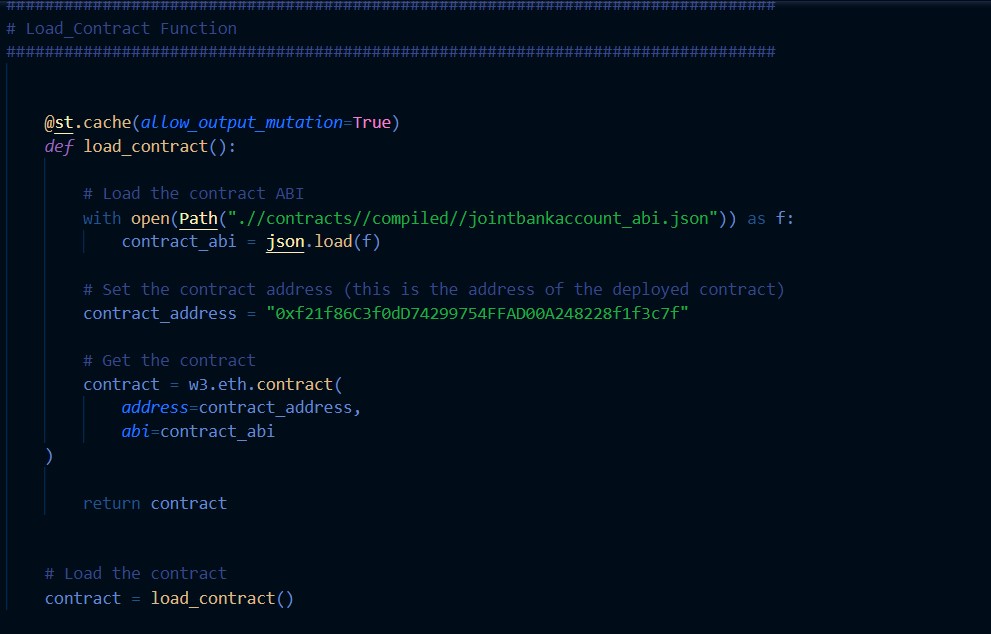 ################################################################################
# Load_Contract Function
################################################################################
@st.cache(allow_output_mutation=True)
def load_contract():
# Load the contract ABI
with open(Path(".//contracts//compiled//jointbankaccount_abi.json")) as f:
contract_abi = json.load(f)
# Set the contract address (this is the address of the deployed contract)
contract_address = "0xf21f86C3f0dD74299754FFAD00A248228f1f3c7f"
# Get the contract
contract = w3.eth.contract(
address=contract_address,
abi=contract_abi
)
return contract
# Load the contract
contract = load_contract()